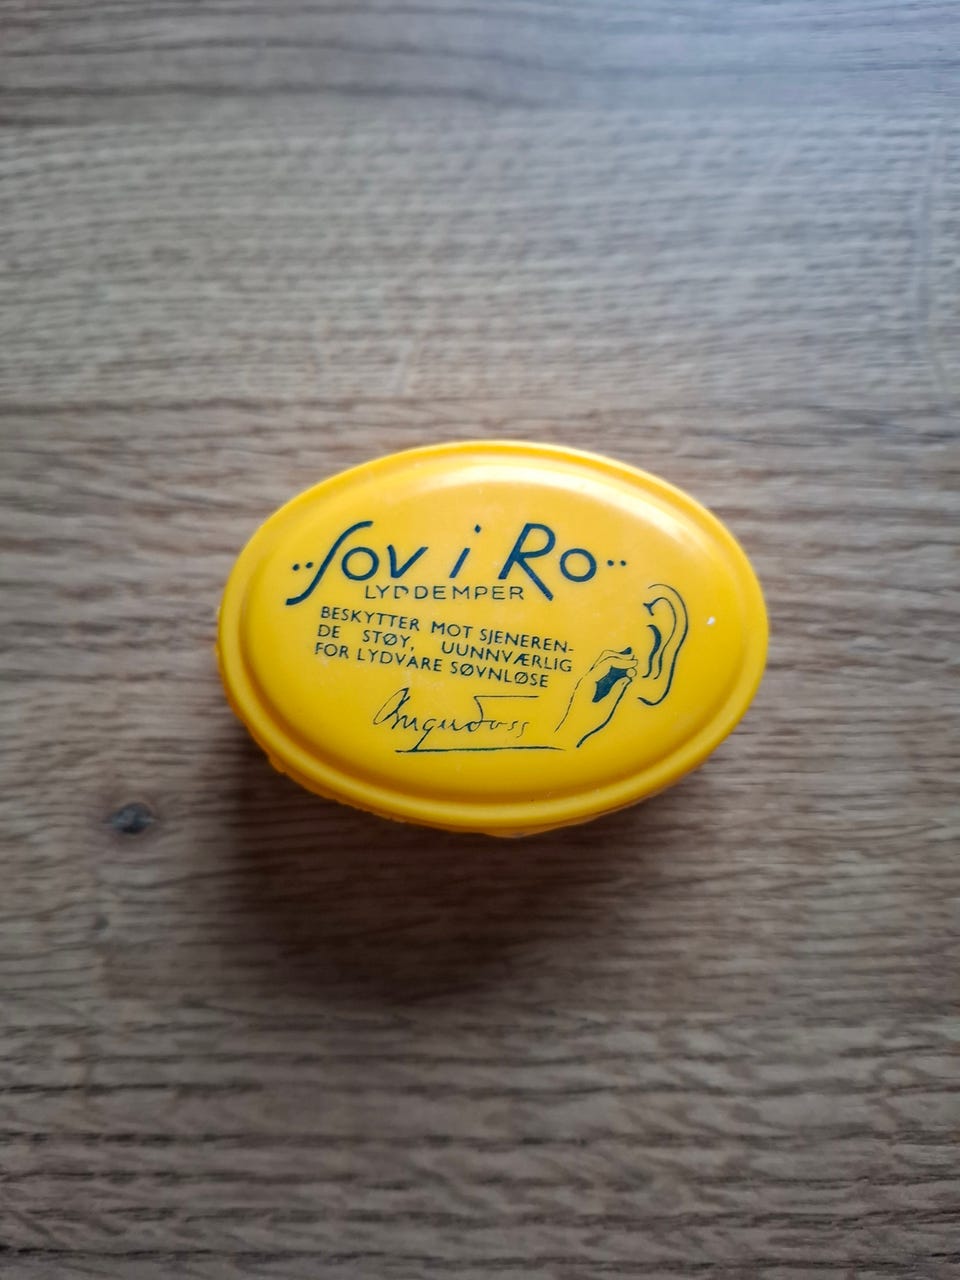 ··Sov i Ro··
LYDDEMPER
BESKYTTER MOT SJENEREN-
DE STØY, UUNNVÆRLIG
FOR LYDVARE SØVNLØSE